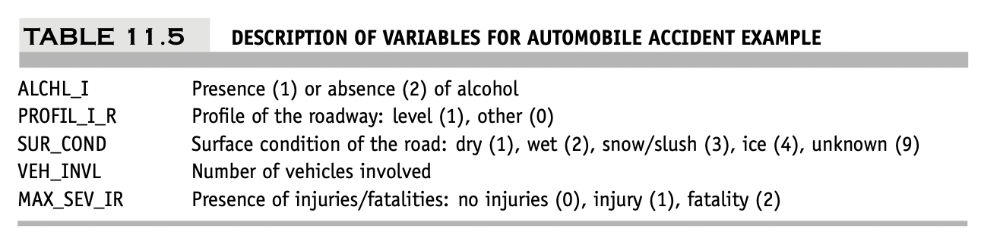 TABLE 11.5 DESCRIPTION OF VARIABLES FOR AUTOMOBILE ACCIDENT EXAMPLE
ALCHL_I Presence (1) or absence (2) of alcohol
PROFIL_I_R Profile of the roadway: level (1), other (0)
SUR_COND Surface condition of the road: dry (1), wet (2), snow/slush (3), ice (4), unknown (9)
VEH_INVL Number of vehicles involved
MAX_SEV_IR Presence of injuries/fatalities: no injuries (0), injury (1), fatality (2)